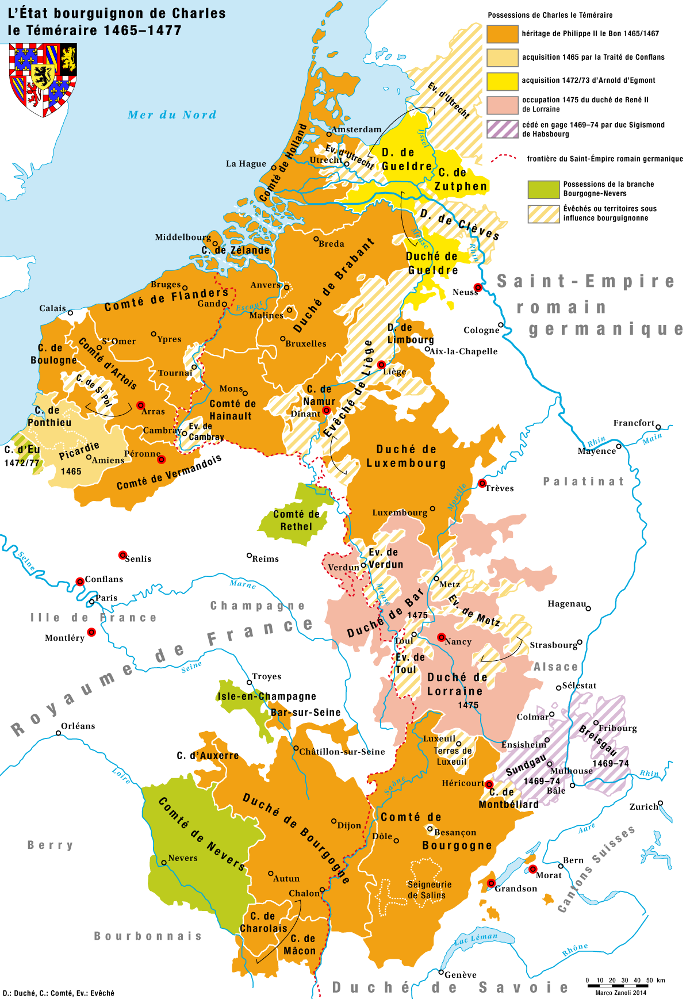 L'État bourguignon de Charles
le Téméraire 1465–1477
Possessions de Charles le Téméraire
héritage de Philippe II le Bon 1465/1467
acquisition 1465 par la Traité de Conflans
acquisition 1472/73 d'Arnold d'Egmont
occupation 1475 du duché de René II
de Lorraine
cédé en gage 1469–74 par duc Sigismond
de Habsbourg
frontière du Saint-Émpire romain germanique
Possessions de la branche
Bourgogne-Nevers
Évêchés ou territoires sous
influence bourguignonne
Mer du Nord
Ev. d'Utrecht
Amsterdam
Comté de Holland
Ijssel
Ev. d'Utrecht
Utrecht
La Hague
D. de
Gueldre
C. de
Zutphen
D. de Clèves
Meuse
Rhin
Middelbourg
C. de Zélande
Breda
Duché de Brabant
Duché de
Gueldre
Bruges
Anvers
Comté de Flanders
Gand
Escaut
Malines
Neuss
Saint-Empire
romain
germanique
Calais
Cologne
D. de
Limbourg
Aix-la-Chapelle
Ypres
St Omer
Bruxelles
C. de
Boulogne
Comté d'Artois
Tournai
Liège
Evêché de Liège
C. de St Pol
Mons
C. de
Namur
Dinant
Comté de
Hainault
Arras
C. de
Ponthieu
Cambray
Ev. de
Cambray
Francfort
Rhin
Main
Mayence
C. d'Eu
1472/77
Picardie
Amiens
1465
Péronne
Comté de Vermandois
Duché de
Luxembourg
Palatinat
Trèves
Moselle
Luxembourg
Comté de
Rethel
Seine
Senlis
Reims
Ev. de
Verdun
Verdun
Conflans
Paris
Marne
Meuse
Metz
Champagne
Ille de France
Duché de Bar
1475
Ev. de Metz
Hagenau
Montléry
Royaume de France
Toul
Nancy
Strasbourg
Ev. de
Toul
Alsace
Seine
Troyes
Duché de
Lorraine
1475
Sélestat
Isle-en-Champagne
Bar-sur-Seine
Colmar
Orléans
Fribourg
Breisgau
1469–74
Luxeuil
Terres de
Luxeuil
Ensisheim
C. d'Auxerre
Châtillon-sur-Seine
Sundgau
Mulhouse
1469–74
Loire
Saône
Héricourt
Bâle
Rhin
C. de
Montbéliard
Zurich
Comté de Nevers
Duché de Bourgogne
Dijon
Comté de
Bourgogne
Besançon
Dôle
Aare
Berry
Nevers
Bern
Morat
Cantons Suisses
Autun
Chalon
Seigneurie
de Salins
Grandson
C. de
Charolais
C. de
Mâcon
Bourbonnais
Lac Léman
Rhône
Genève
Duché de Savoie
0 10 20 30 40 50 km
Marco Zanoli 2014
D.: Duché, C.: Comté, Ev.: Evêché